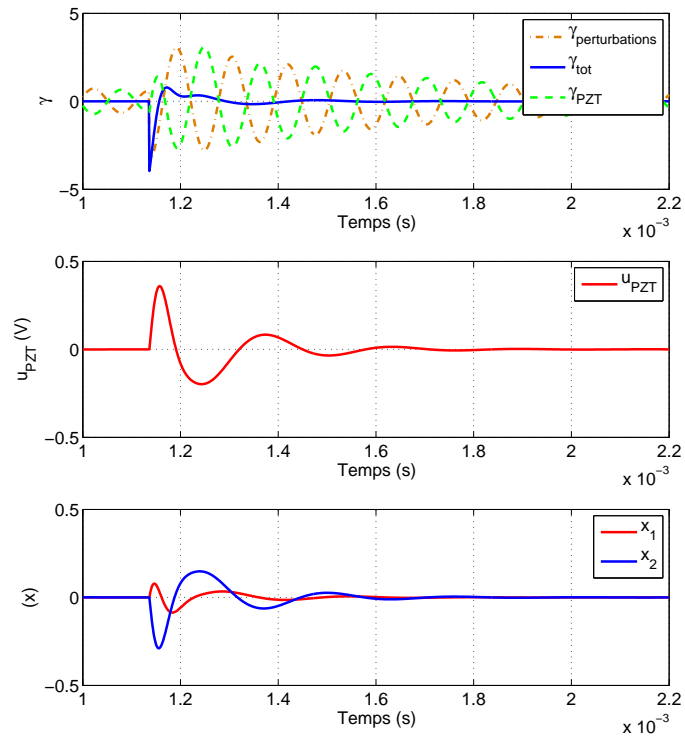 5
0
−5
γ
γperturbations
γtot
γPZT
1 1.2 1.4 1.6 1.8 2 2.2
Temps (s)
x 10−3
0.5
0
−0.5
uPZT (V)
uPZT
1 1.2 1.4 1.6 1.8 2 2.2
Temps (s)
x 10−3
0.5
0
−0.5
(x)
x1
x2
1 1.2 1.4 1.6 1.8 2 2.2
Temps (s)
x 10−3